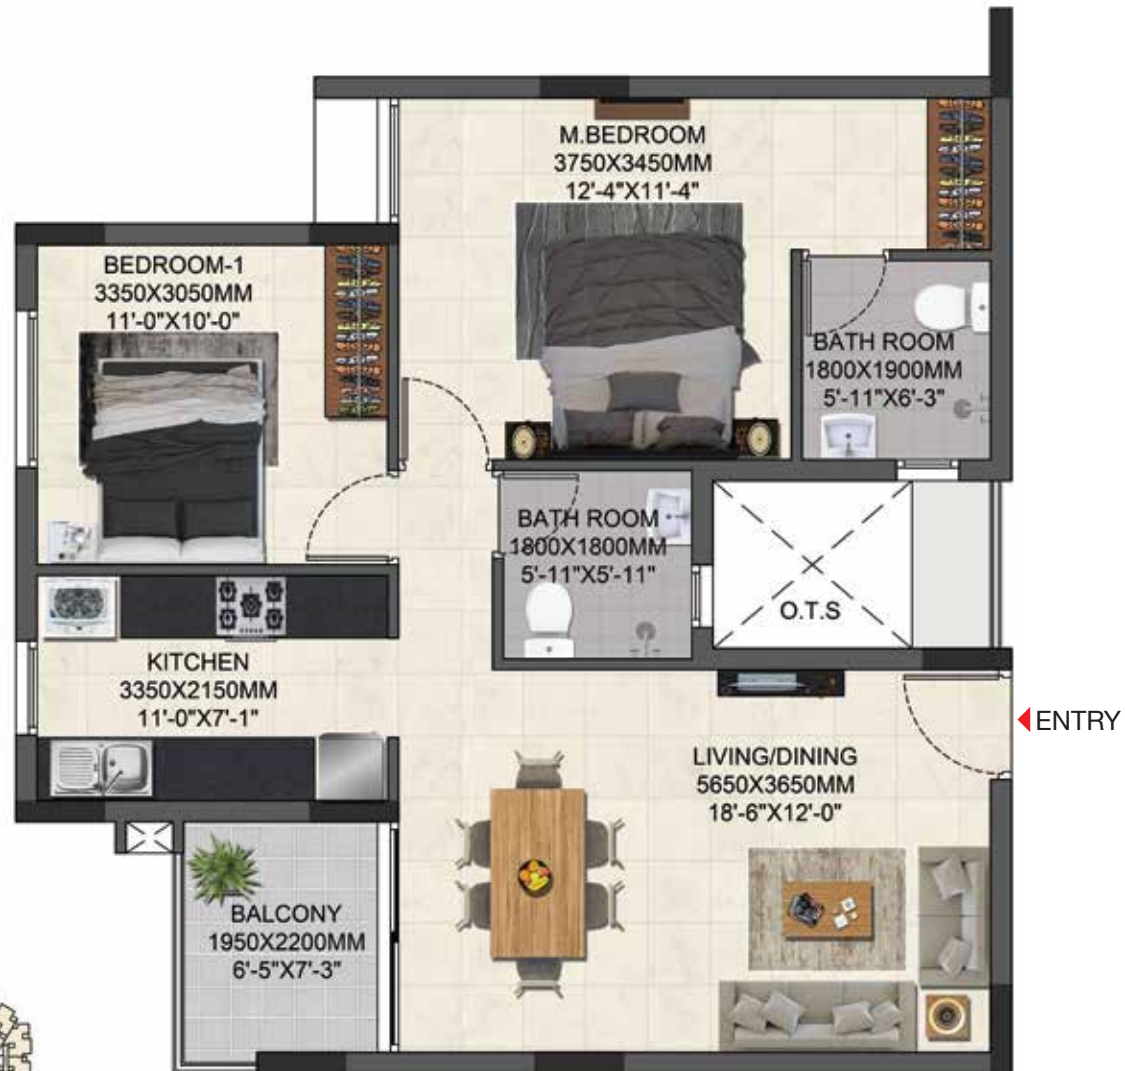 M.BEDROOM
3750X3450MM
12'-4"X11'-4"
BEDROOM-1
3350X3050MM
11'-0"X10'-0"
BATH ROOM
1800X1900MM
5'-11"X6'-3"
BATH ROOM
1800X1800MM
5'-11"X5'-11"
O.T.S
KITCHEN
3350X2150MM
11'-0"X7'-1"
ENTRY
LIVING/DINING
5650X3650MM
18'-6"X12'-0"
BALCONY
1950X2200MM
6'-5"X7'-3"